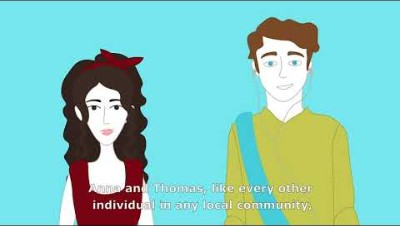 Anna and Thomas, like every other
individual in any local community,